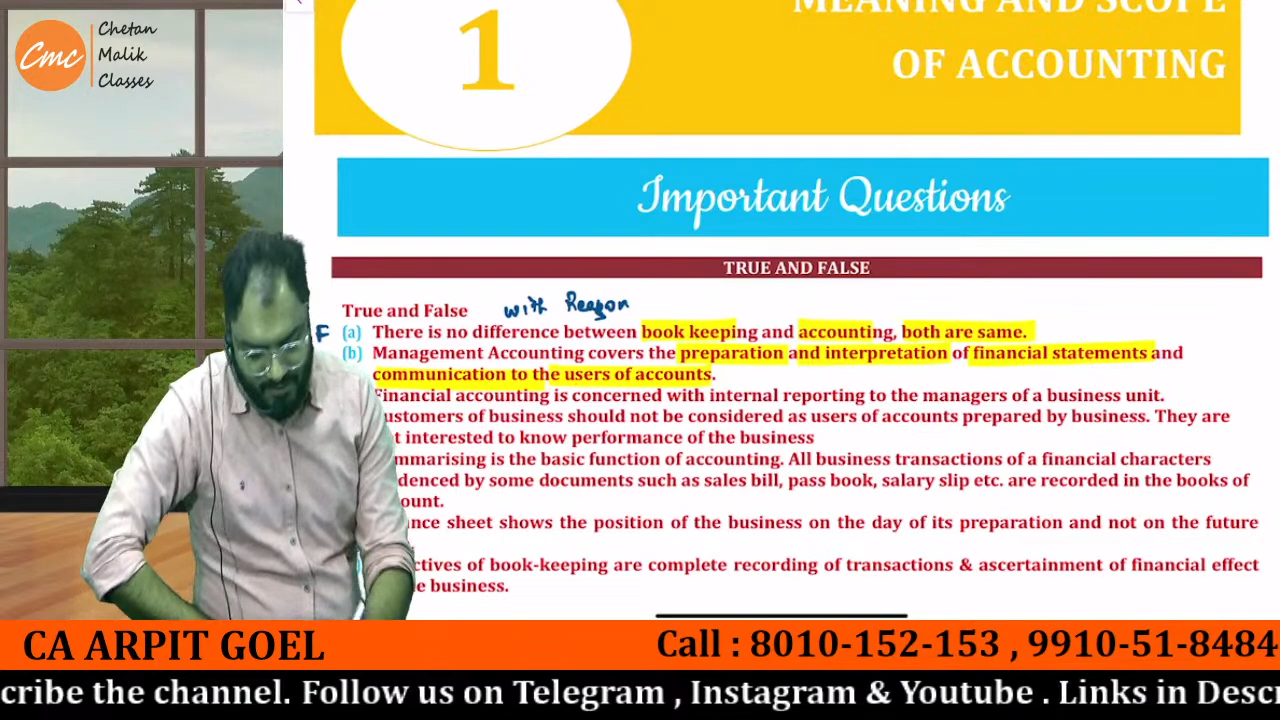 Chetan
Malik
Classes
Cmc
1
MEANING AND SCOPE
OF ACCOUNTING
Important Questions
TRUE AND FALSE
True and False with Reason
F (a) There is no difference between book keeping and accounting, both are same.
(b) Management Accounting covers the preparation and interpretation of financial statements and
communication to the users of accounts.
Financial accounting is concerned with internal reporting to the managers of a business unit.
Customers of business should not be considered as users of accounts prepared by business. They are
interested to know performance of the business
is the basic function of accounting. All business transactions of a financial characters
by some documents such as sales bill, pass book, salary slip etc. are recorded in the books of
sheet shows the position of the business on the day of its preparation and not on the future
of book-keeping are complete recording of transactions & ascertainment of financial effect
business.
CA ARPIT GOEL
Call : 8010-152-153 , 9910-51-8484
cribe the channel. Follow us on Telegram , Instagram & Youtube . Links in Descr